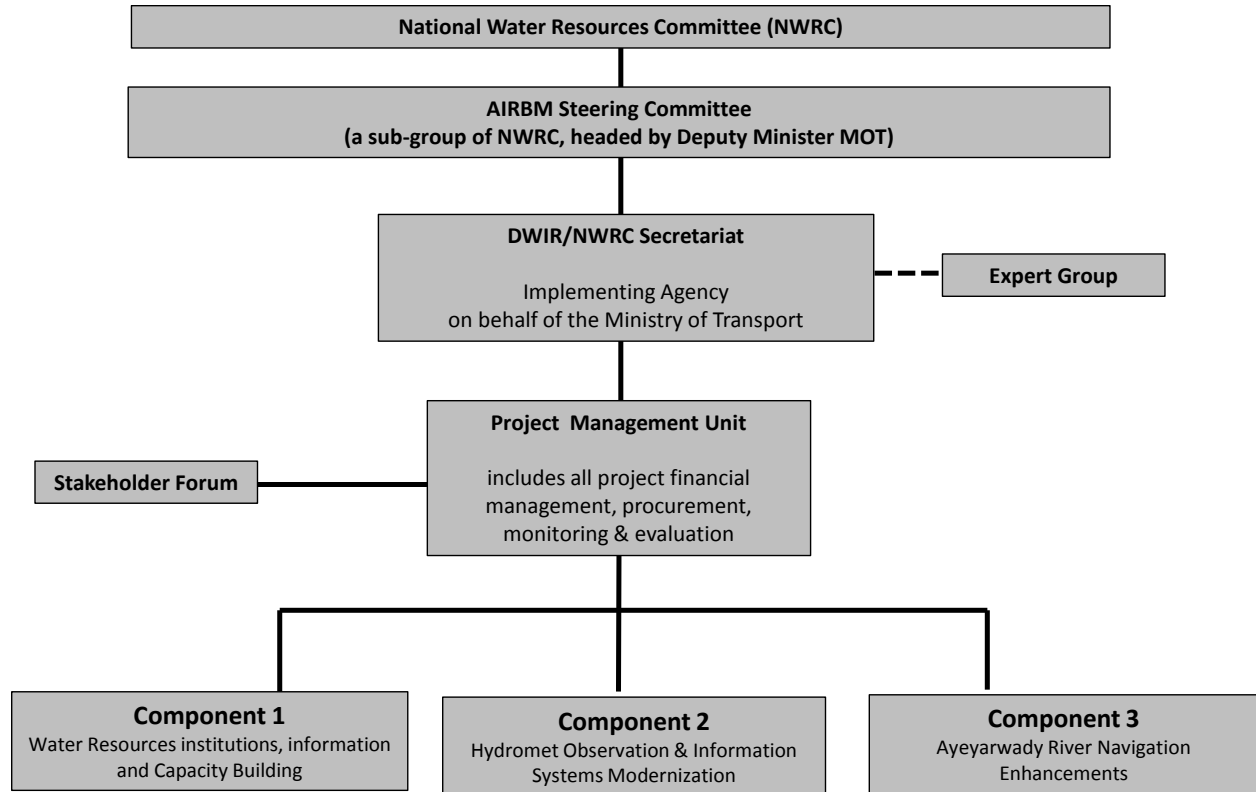 National Water Resources Committee (NWRC)
AIRBM Steering Committee
(a sub-group of NWRC, headed by Deputy Minister MOT)
DWIR/NWRC Secretariat
Implementing Agency
on behalf of the Ministry of Transport
Expert Group
Project Management Unit
includes all project financial
management, procurement,
monitoring & evaluation
Stakeholder Forum
Component 1
Water Resources institutions, information
and Capacity Building
Component 2
Hydromet Observation & Information
Systems Modernization
Component 3
Ayeyarwady River Navigation
Enhancements